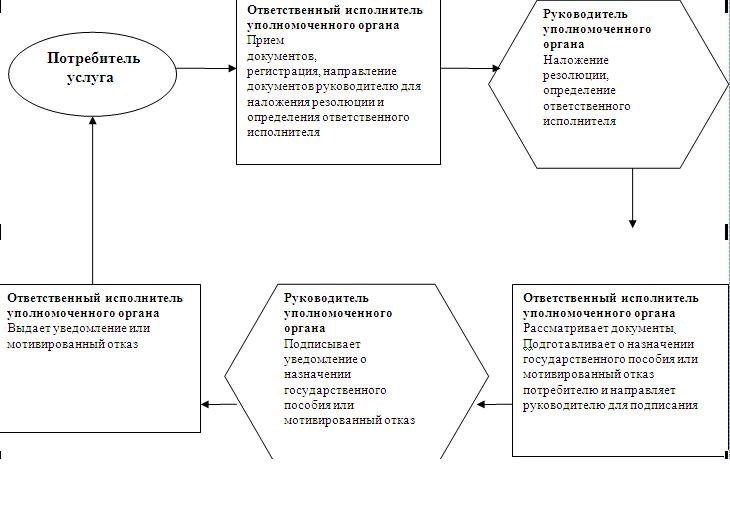 Потребитель
услуга
Ответственный исполнитель
уполномоченного органа
Прием
документов,
регистрация, направление
документов руководителю для
наложения резолюции и
определения ответственного
исполнителя
Руководитель
уполномоченного
органа
Наложение
резолюции,
определение
ответственного
исполнителя
Ответственный исполнитель
уполномоченного органа
Рассматривает документы,
Подготавливает о назначении
государственного пособия или
мотивированный отказ
потребителю и направляет
руководителю для подписания
Руководитель
уполномоченного
органа
Подписывает
уведомление о
назначении
государственного
пособия или
мотивированный отказ
Ответственный исполнитель
уполномоченного органа
Выдает уведомление или
мотивированный отказ